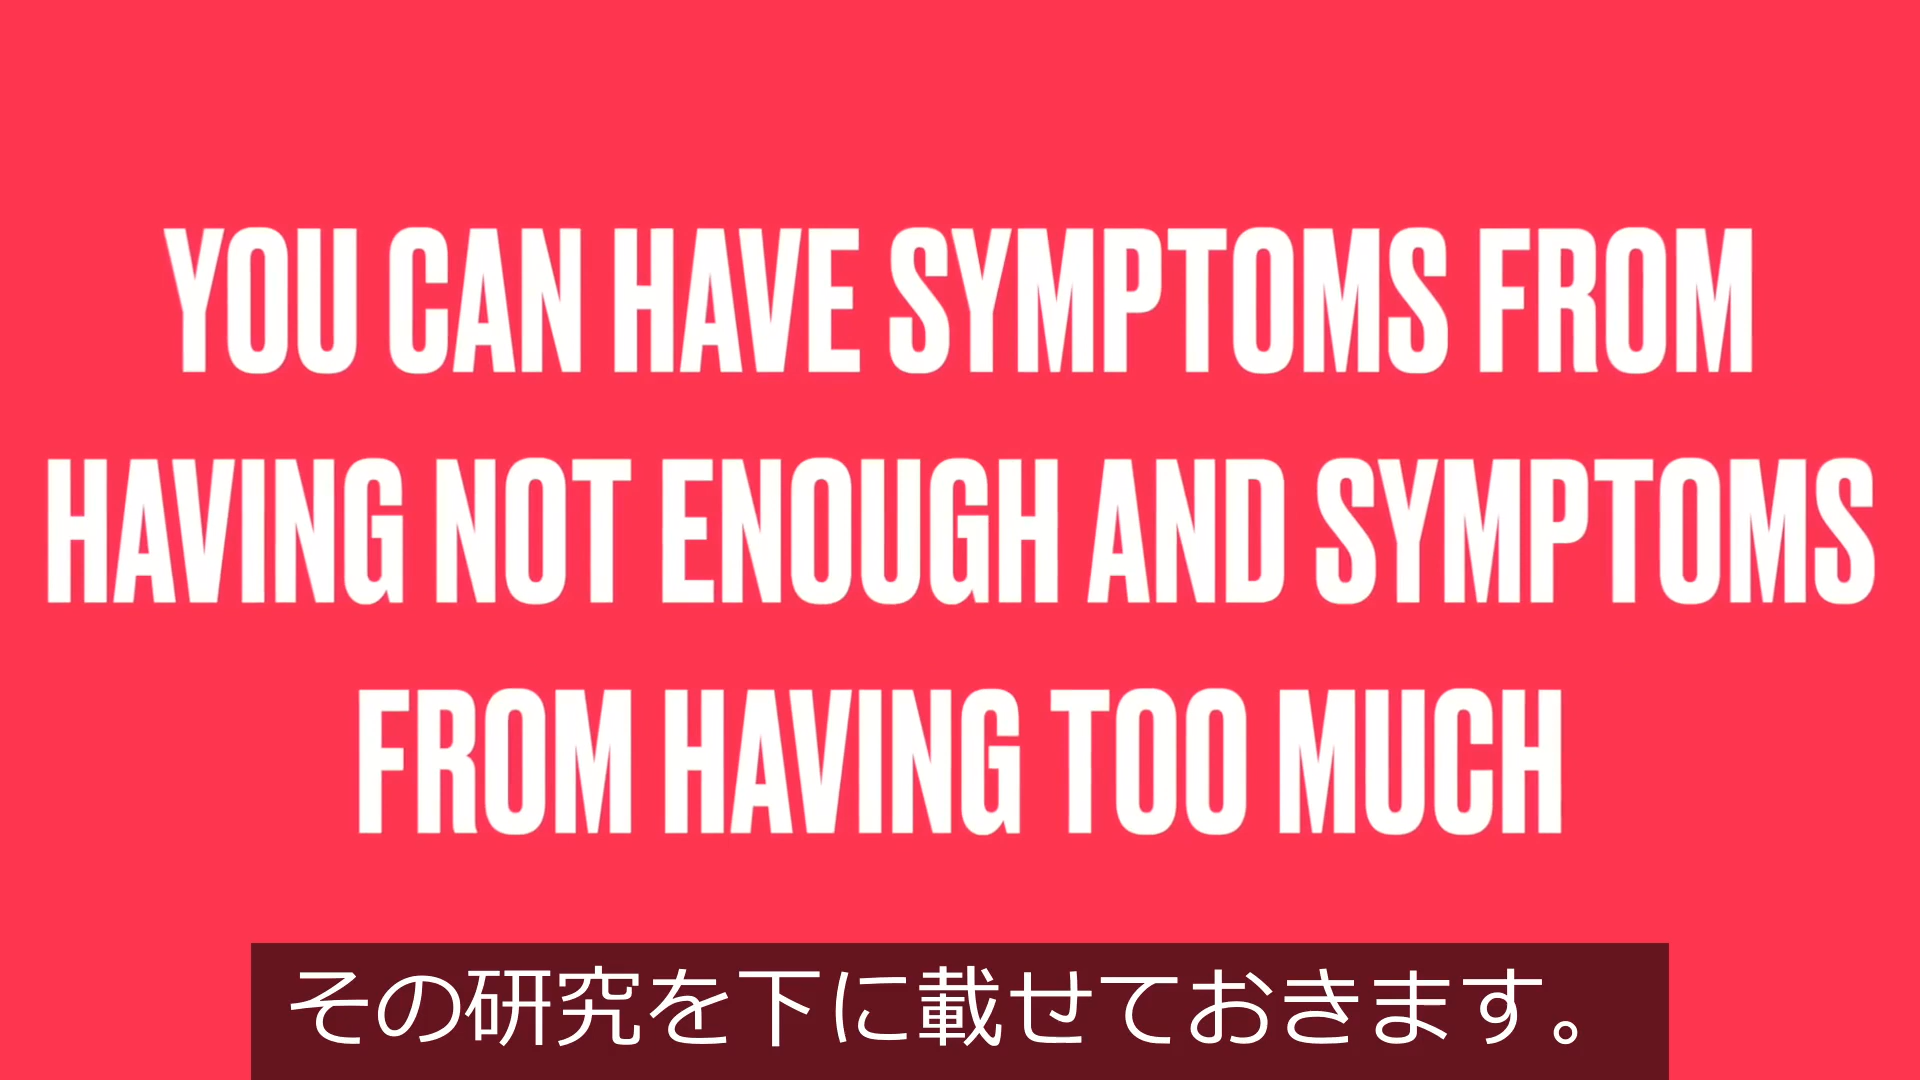 YOU CAN HAVE SYMPTOMS FROM
HAVING NOT ENOUGH AND SYMPTOMS
FROM HAVING TOO MUCH
その研究を下に載せておきます。